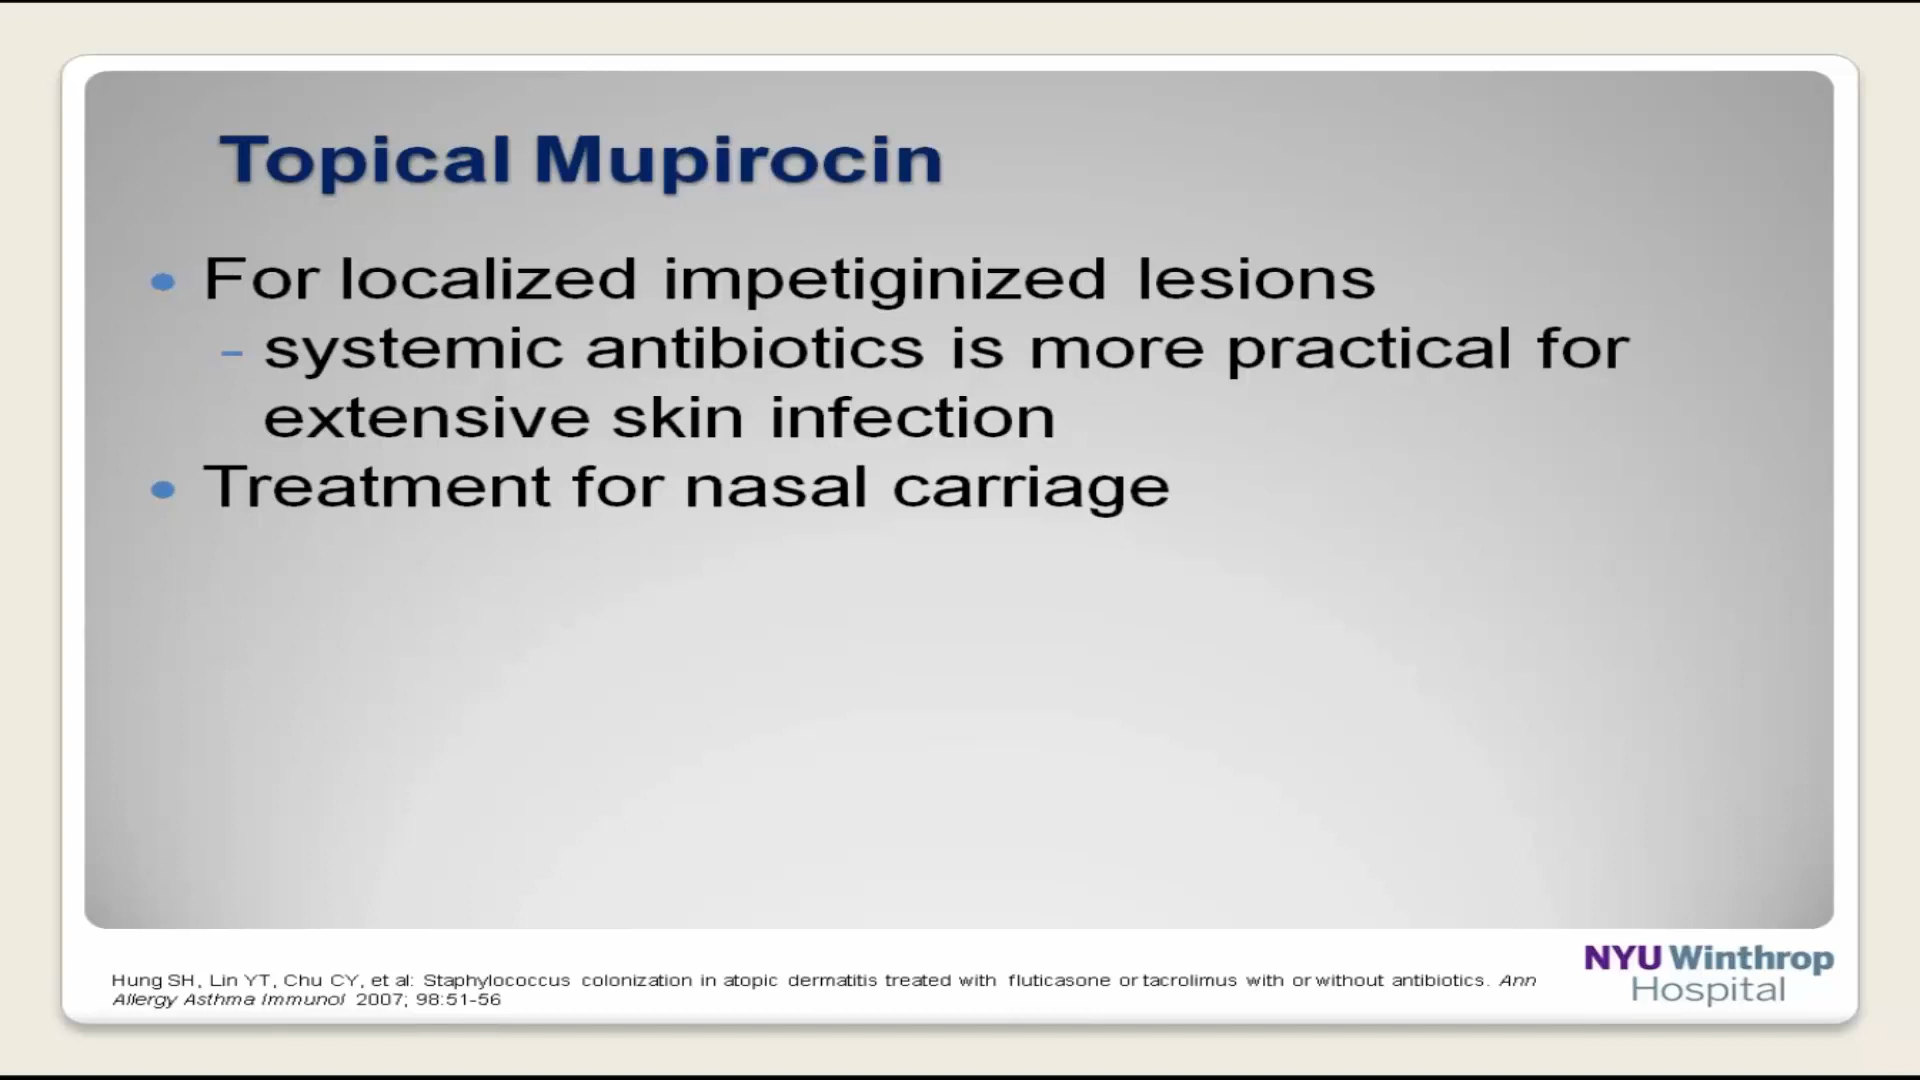 Topical Mupirocin
• For localized impetiginized lesions
- systemic antibiotics is more practical for
extensive skin infection
• Treatment for nasal carriage
Hung SH, Lin YT, Chu CY, et al: Staphylococcus colonization in atopic dermatitis treated with fluticasone or tacrolimus with or without antibiotics. Ann
Allergy Asthma Immunol 2007; 98:51-56
NYU Winthrop
Hospital